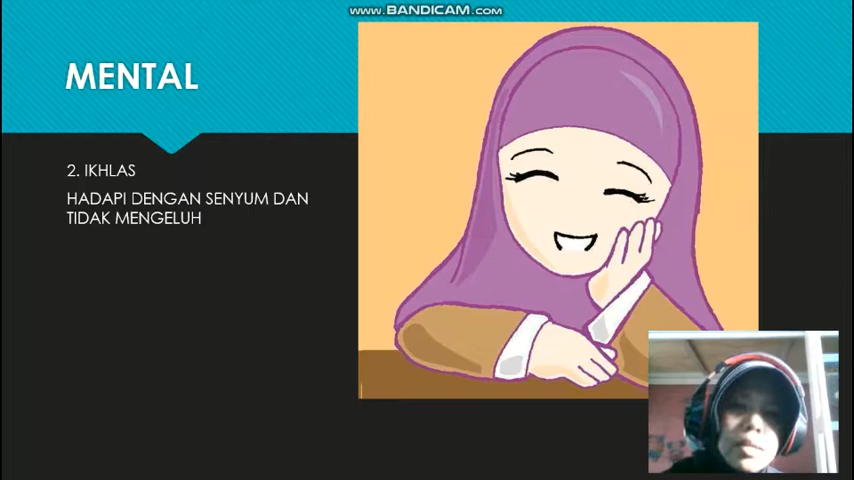 www.BANDICAM.com
MENTAL
2. IKHLAS
HADAPI DENGAN SENYUM DAN
TIDAK MENGELUH